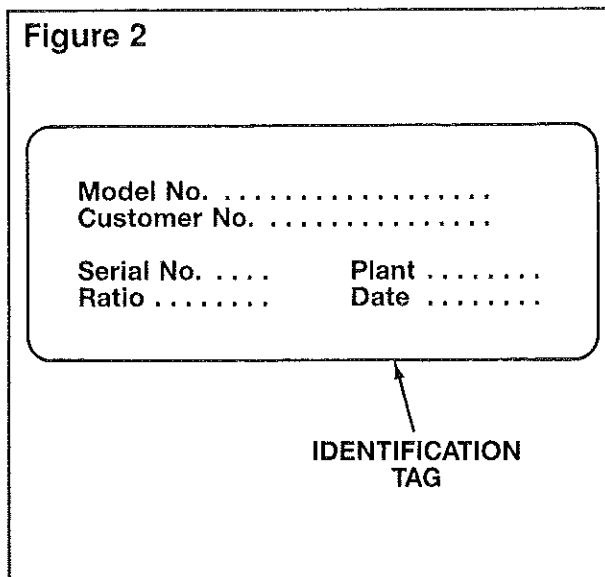 Figure 2
Model No. ..................
Customer No. ...............
Serial No. ..... Plant ........
Ratio ........ Date ........
IDENTIFICATION
TAG